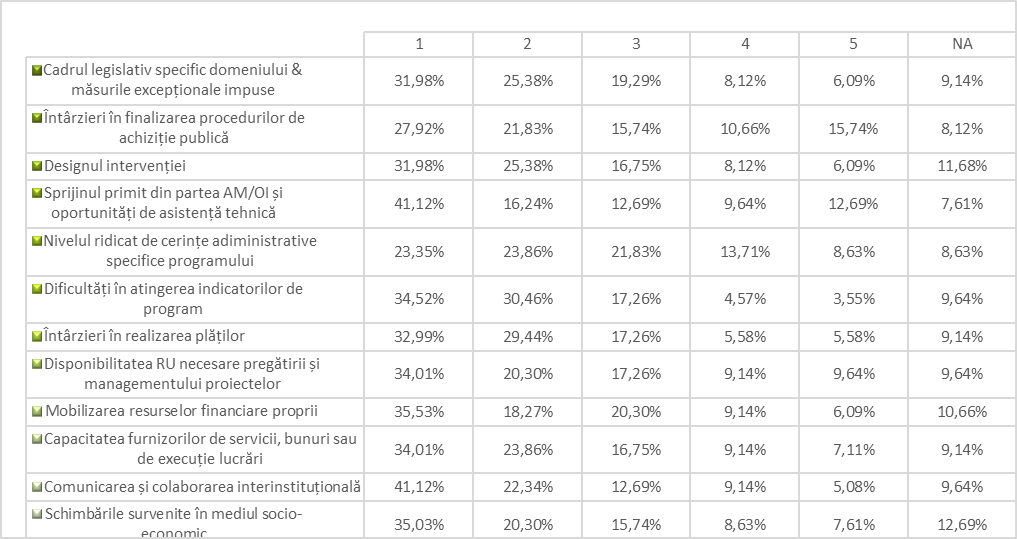 1 2 3 4 5 NA
Cadrul legislativ specific domeniului &
măsurile excepționale impuse
31,98% 25,38% 19,29% 8,12% 6,09% 9,14%
Întârzieri în finalizarea procedurilor de
achiziție publică
27,92% 21,83% 15,74% 10,66% 15,74% 8,12%
Designul intervenției
31,98% 25,38% 16,75% 8,12% 6,09% 11,68%
Sprijinul primit din partea AM/OI și
oportunități de asistență tehnică
41,12% 16,24% 12,69% 9,64% 12,69% 7,61%
Nivelul ridicat de cerințe adiministrative
specifice programului
23,35% 23,86% 21,83% 13,71% 8,63% 8,63%
Dificultăți în atingerea indicatorilor de
program
34,52% 30,46% 17,26% 4,57% 3,55% 9,64%
Întârzieri în realizarea plăților
32,99% 29,44% 17,26% 5,58% 5,58% 9,14%
Disponibilitatea RU necesare pregătirii și
managementului proiectelor
34,01% 20,30% 17,26% 9,14% 9,64% 9,64%
Mobilizarea resurselor financiare proprii
35,53% 18,27% 20,30% 9,14% 6,09% 10,66%
Capacitatea furnizorilor de servicii, bunuri sau
de execuție lucrări
34,01% 23,86% 16,75% 9,14% 7,11% 9,14%
Comunicarea și colaborarea interinstituțională
41,12% 22,34% 12,69% 9,14% 5,08% 9,64%
Schimbările survenite în mediul socio-
economic
35,03% 20,30% 15,74% 8,63% 7,61% 12,69%